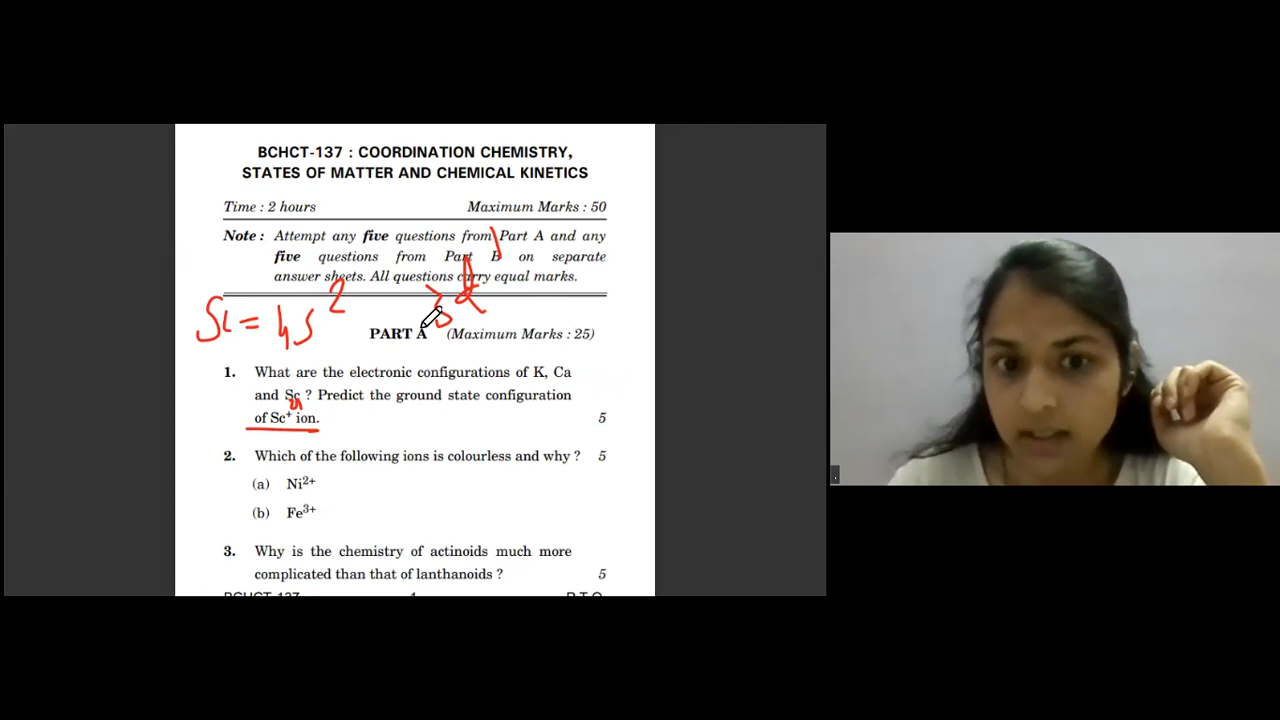 BCHCT-137 : COORDINATION CHEMISTRY,
STATES OF MATTER AND CHEMICAL KINETICS
Time : 2 hours Maximum Marks : 50
Note : Attempt any five questions from Part A and any
five questions from Part B on separate
answer sheets. All questions carry equal marks.
Sc = 4s² 3d¹
PART A (Maximum Marks : 25)
1. What are the electronic configurations of K, Ca
and Sc ? Predict the ground state configuration
21
of Sc⁺ ion. 5
2. Which of the following ions is colourless and why ? 5
(a) Ni²⁺
(b) Fe³⁺
3. Why is the chemistry of actinoids much more
complicated than that of lanthanoids ? 5
BCHCT-137 1 P.T.O.